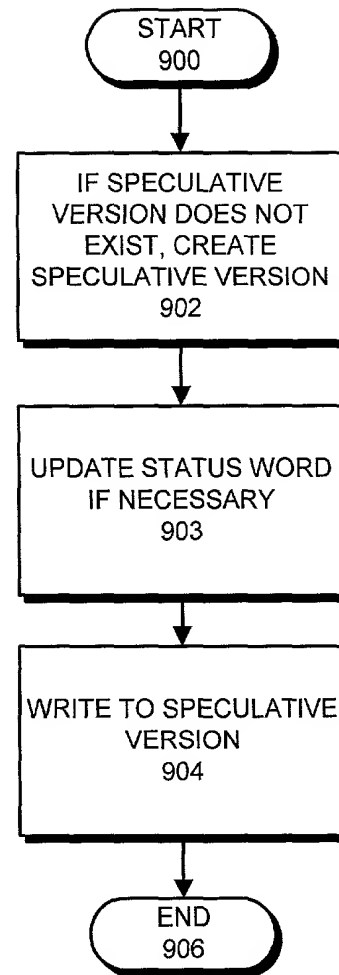 START
900
IF SPECULATIVE
VERSION DOES NOT
EXIST, CREATE
SPECULATIVE VERSION
902
UPDATE STATUS WORD
IF NECESSARY
903
WRITE TO SPECULATIVE
VERSION
904
END
906